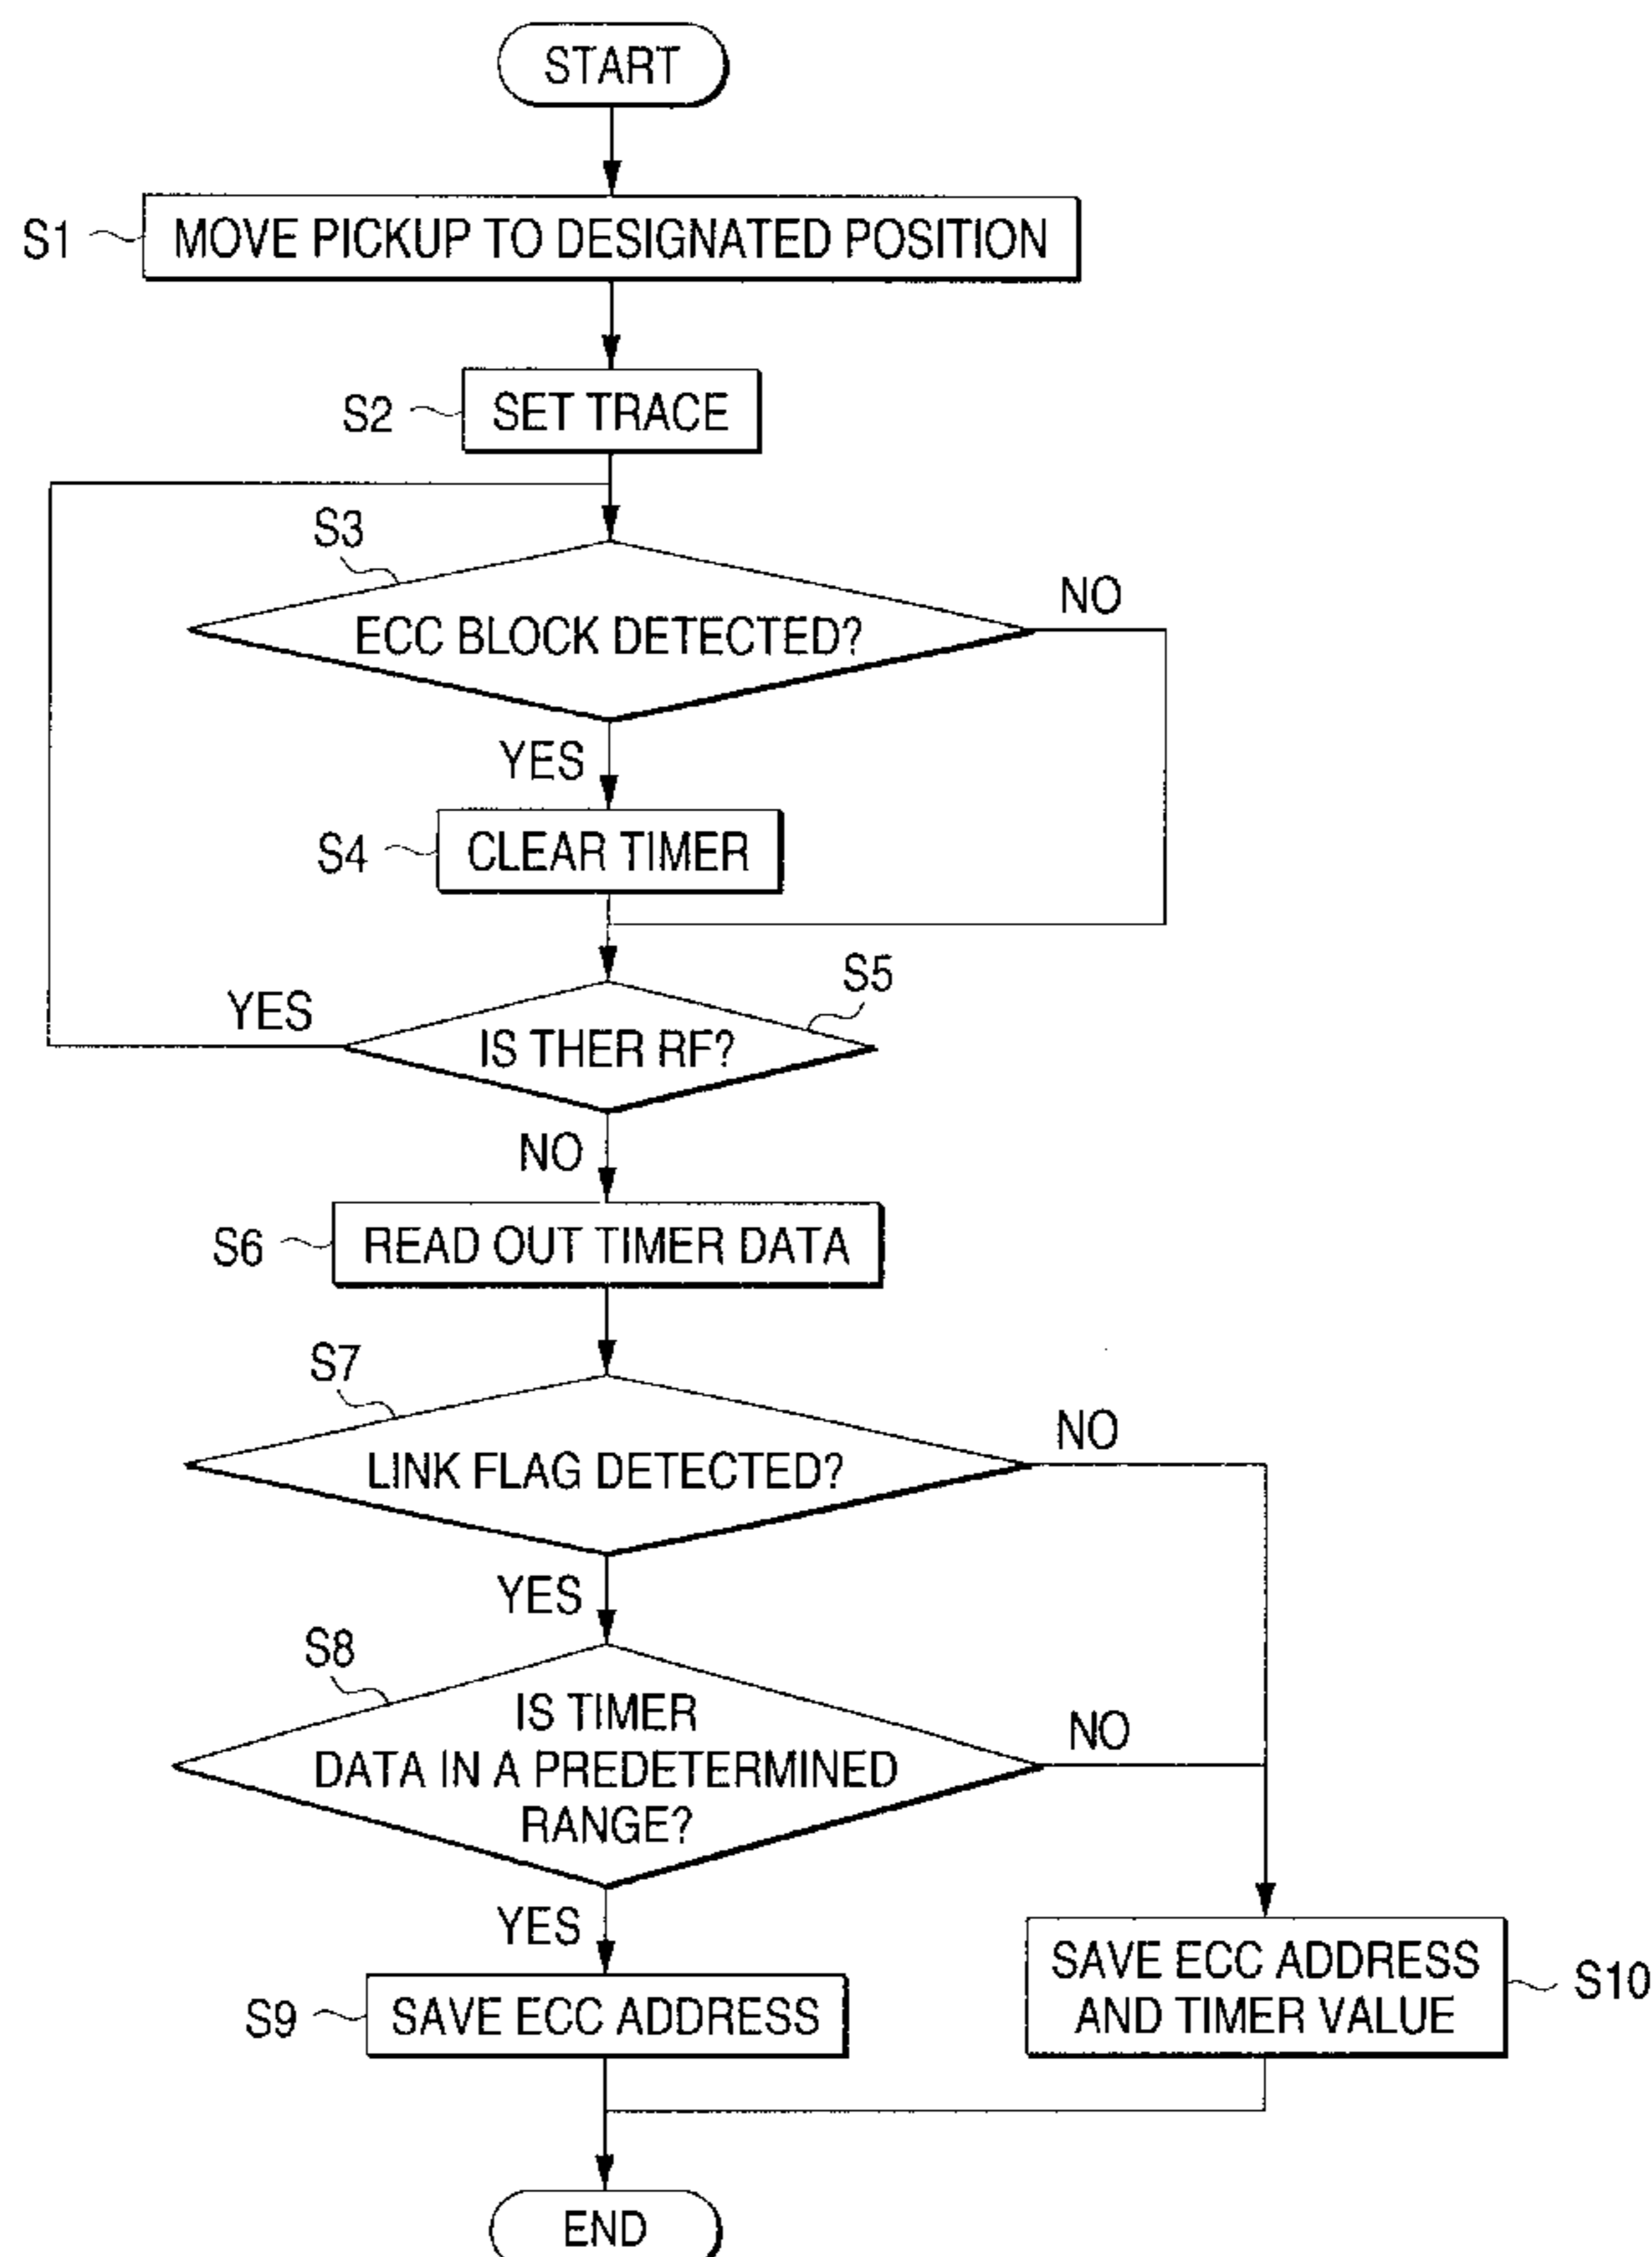 START
S1
MOVE PICKUP TO DESIGNATED POSITION
S2
SET TRACE
S3
ECC BLOCK DETECTED?
NO
YES
S4
CLEAR TIMER
S5
YES
IS THER RF?
NO
S6
READ OUT TIMER DATA
S7
LINK FLAG DETECTED?
NO
YES
S8
IS TIMER
DATA IN A PREDETERMINED
RANGE?
NO
YES
S9
SAVE ECC ADDRESS
SAVE ECC ADDRESS
AND TIMER VALUE
S10
END